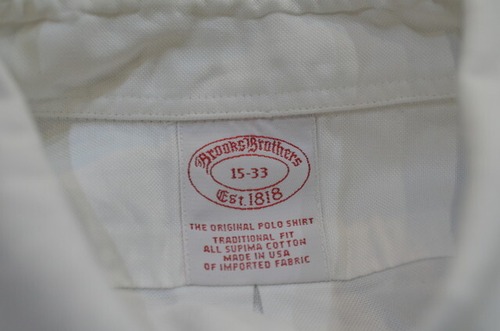 Brooks Brothers
15-33
Est. 1818
THE ORIGINAL POLO SHIRT
TRADITIONAL FIT
ALL SUPIMA COTTON
MADE IN USA
OF IMPORTED FABRIC